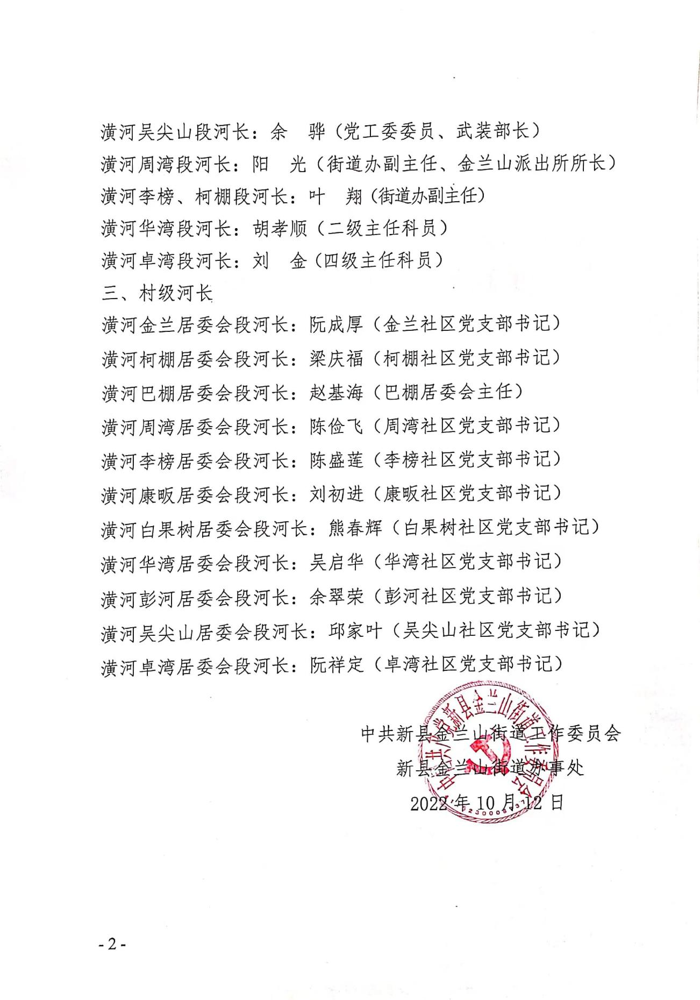 潢河吴尖山段河长：余　骅（党工委委员、武装部长）
潢河周湾段河长：阳　光（街道办副主任、金兰山派出所所长）
潢河李榜、柯棚段河长：叶　翔（街道办副主任）
潢河华湾段河长：胡孝顺（二级主任科员）
潢河卓湾段河长：刘　金（四级主任科员）
三、村级河长
潢河金兰居委会段河长：阮成厚（金兰社区党支部书记）
潢河柯棚居委会段河长：梁庆福（柯棚社区党支部书记）
潢河巴棚居委会段河长：赵基海（巴棚居委会主任）
潢河周湾居委会段河长：陈俭飞（周湾社区党支部书记）
潢河李榜居委会段河长：陈盛莲（李榜社区党支部书记）
潢河康畈居委会段河长：刘初进（康畈社区党支部书记）
潢河白果树居委会段河长：熊春辉（白果树社区党支部书记）
潢河华湾居委会段河长：吴启华（华湾社区党支部书记）
潢河彭河居委会段河长：余翠荣（彭河社区党支部书记）
潢河吴尖山居委会段河长：邱家叶（吴尖山社区党支部书记）
潢河卓湾居委会段河长：阮祥定（卓湾社区党支部书记）
中国共产党新县金兰山街道工作委员会
中共新县金兰山街道工作委员会
新县金兰山街道办事处
2022年10月12日
- 2 -